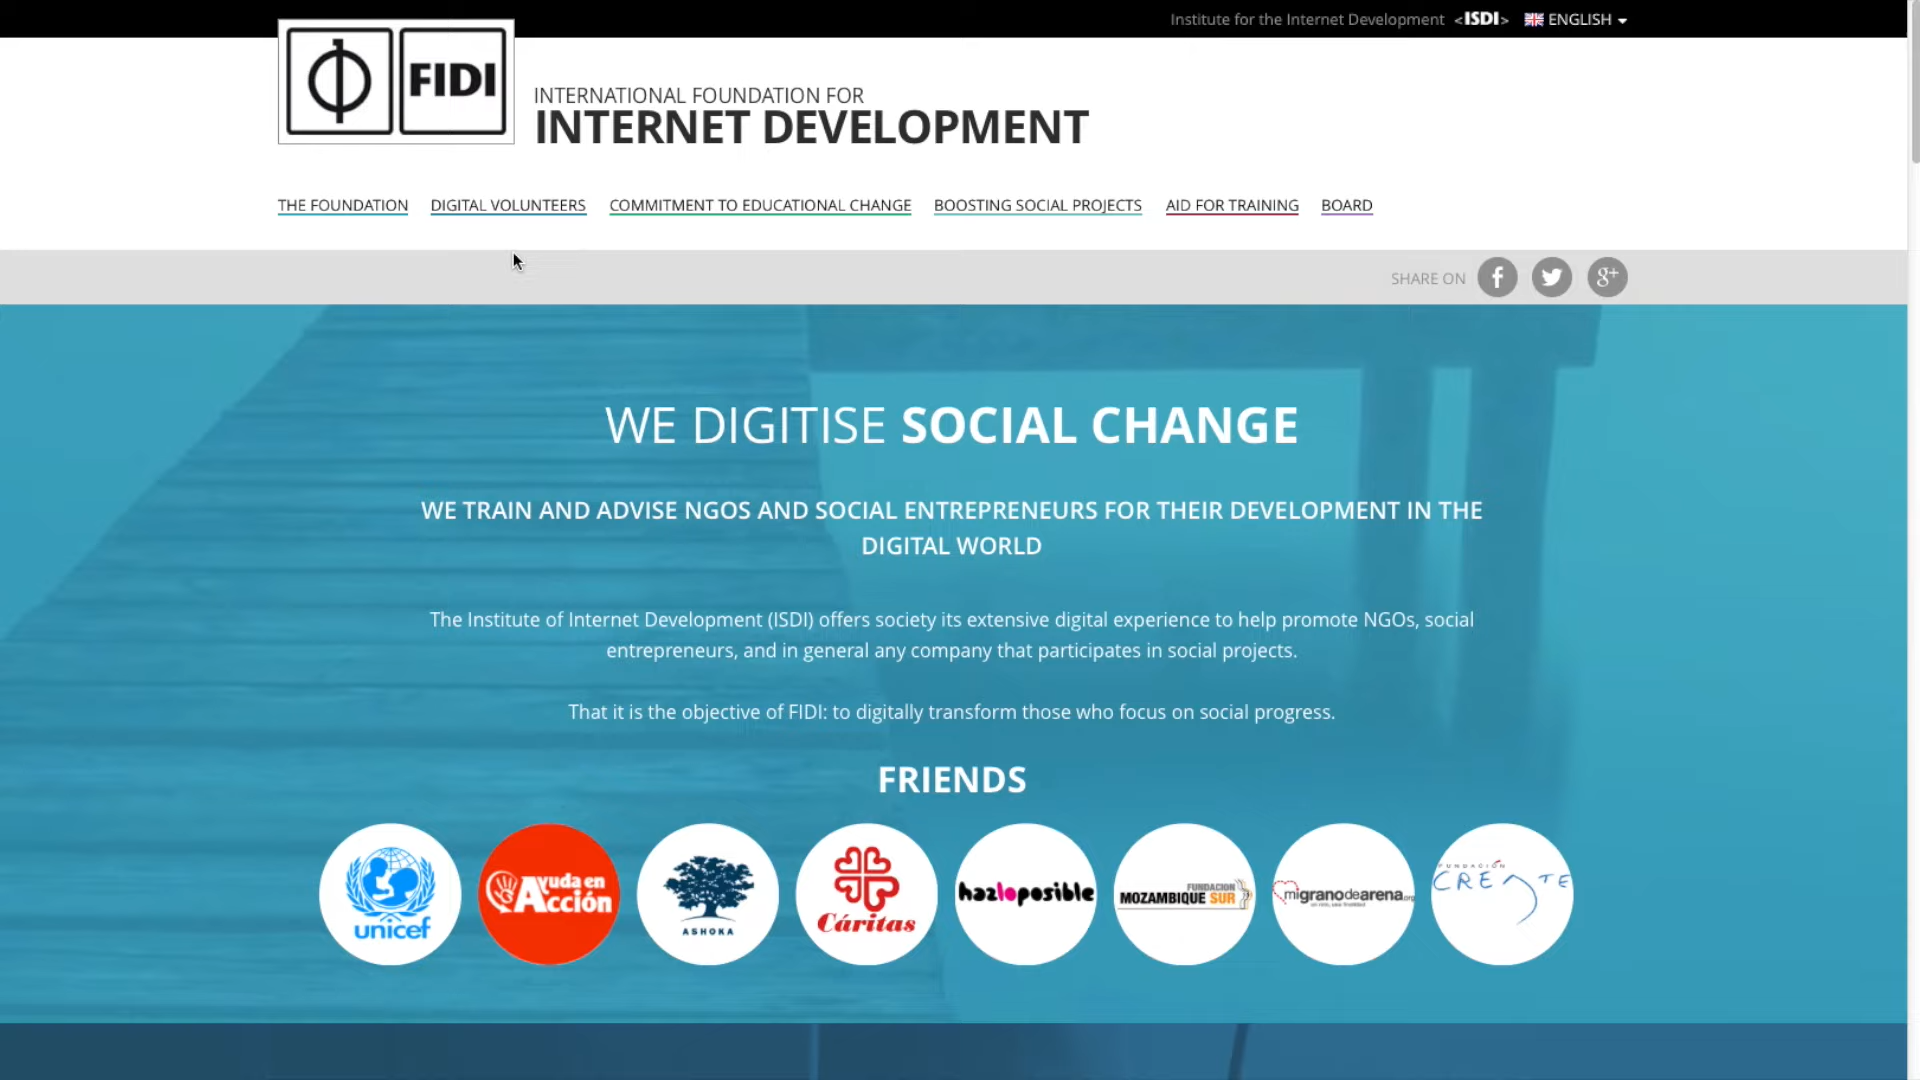 Institute for the Internet Development <ISDI> ENGLISH
FIDI
INTERNATIONAL FOUNDATION FOR
INTERNET DEVELOPMENT
THE FOUNDATION DIGITAL VOLUNTEERS COMMITMENT TO EDUCATIONAL CHANGE BOOSTING SOCIAL PROJECTS AID FOR TRAINING BOARD
SHARE ON f g+
WE DIGITISE SOCIAL CHANGE
WE TRAIN AND ADVISE NGOS AND SOCIAL ENTREPRENEURS FOR THEIR DEVELOPMENT IN THE
DIGITAL WORLD
The Institute of Internet Development (ISDI) offers society its extensive digital experience to help promote NGOs, social
entrepreneurs, and in general any company that participates in social projects.
That it is the objective of FIDI: to digitally transform those who focus on social progress.
FRIENDS
unicef
Ayuda en
Acción
ASHOKA
Cáritas
hazloposible
FUNDACION
MOZAMBIQUE SUR
migranodearena.org
FUNDACIÓN
CREATE